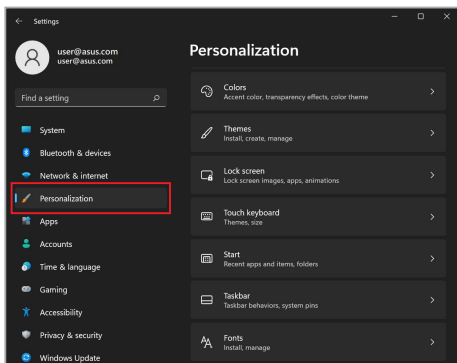 Settings
user@asus.com
user@asus.com
Find a setting
System
Bluetooth & devices
Network & internet
Personalization
Apps
Accounts
Time & language
Gaming
Accessibility
Privacy & security
Windows Update
Personalization
Colors
Accent color, transparency effects, color theme
Themes
Install, create, manage
Lock screen
Lock screen images, apps, animations
Touch keyboard
Themes, size
Start
Recent apps and items, folders
Taskbar
Taskbar behaviors, system pins
Fonts
Install, manage